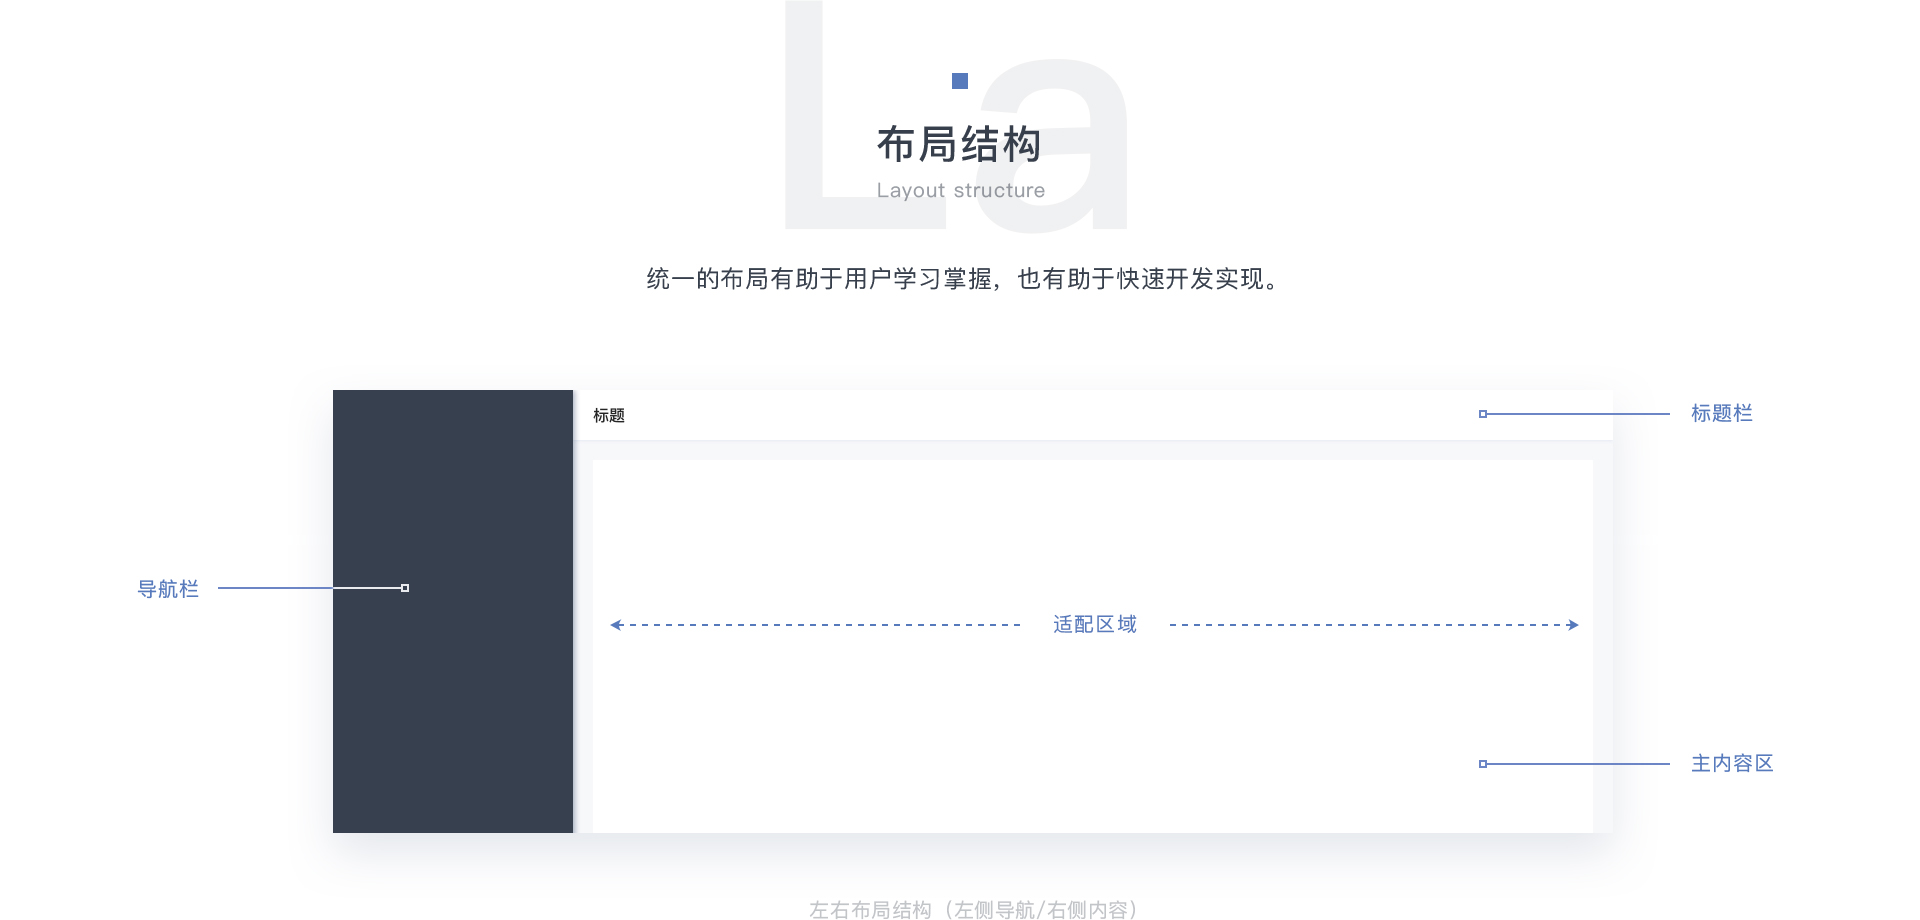 La
布局结构
Layout structure
统一的布局有助于用户学习掌握，也有助于快速开发实现。
标题
标题栏
导航栏
适配区域
主内容区
左右布局结构（左侧导航/右侧内容）